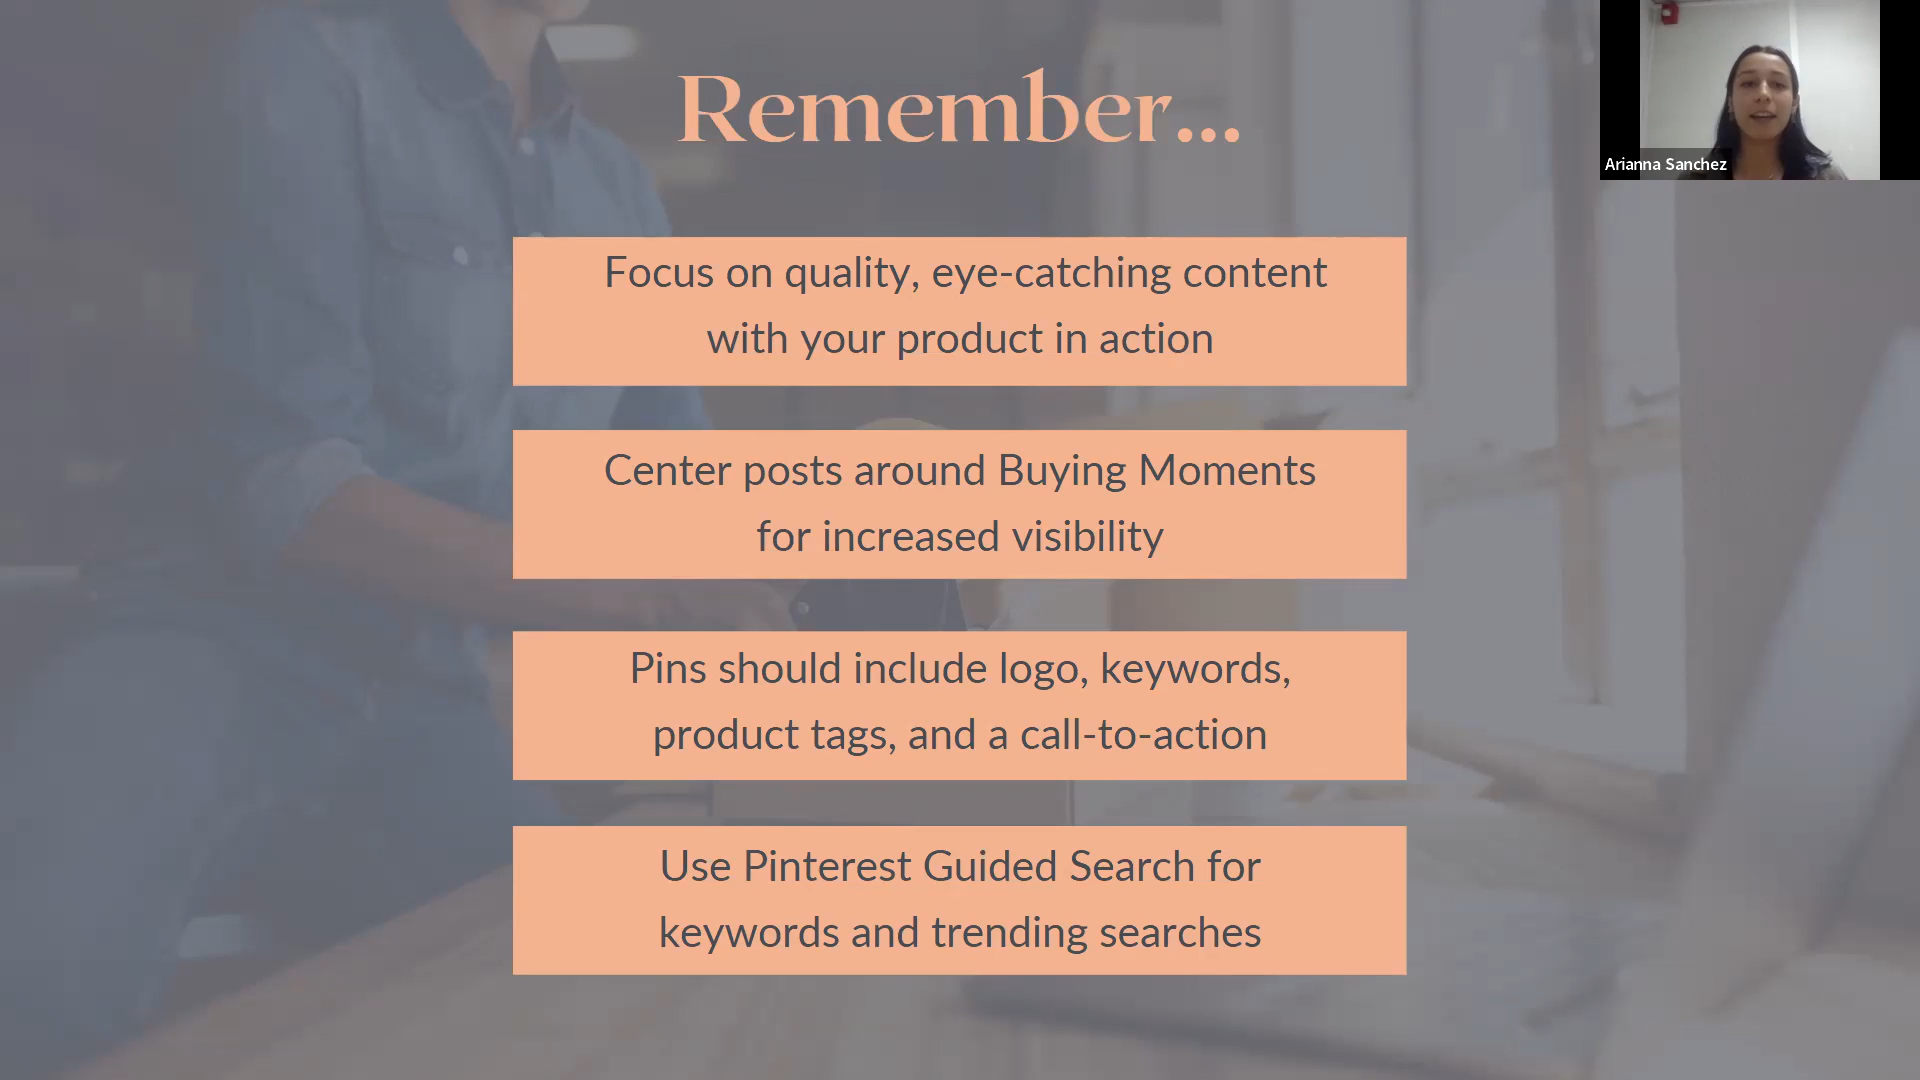 Remember...
Arianna Sanchez
Focus on quality, eye-catching content
with your product in action
Center posts around Buying Moments
for increased visibility
Pins should include logo, keywords,
product tags, and a call-to-action
Use Pinterest Guided Search for
keywords and trending searches